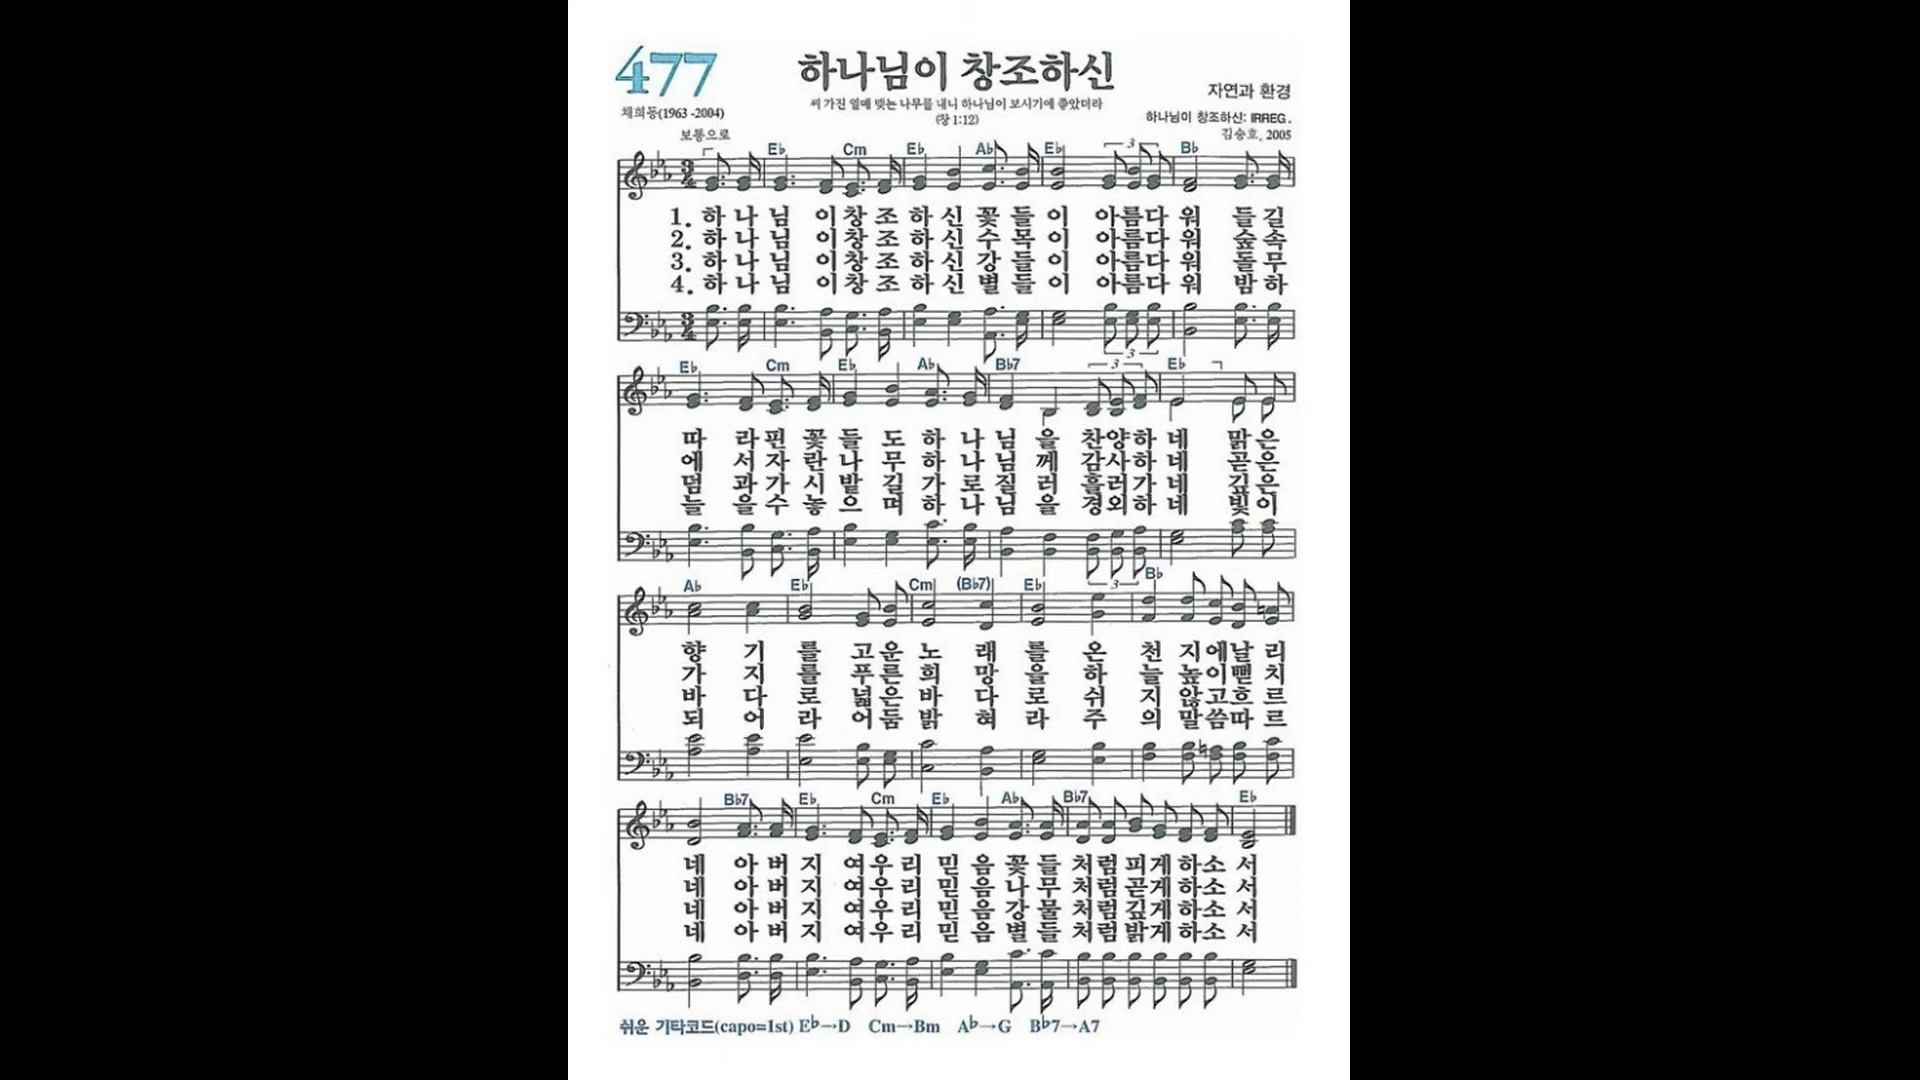 477
하나님이 창조하신
자연과 환경
씨 가진 열매 맺는 나무를 내니 하나님이 보시기에 좋았더라
(창 1:12)
채희동(1963 -2004)
하나님이 창조하신: IRREG.
보통으로
김승호, 2005
E♭ Cm E♭ A♭ E♭ 3 B♭
1. 하 나 님 이 창 조 하 신 꽃 들 이 아름다 워 들 길
2. 하 나 님 이 창 조 하 신 수 목 이 아름다 워 숲 속
3. 하 나 님 이 창 조 하 신 강 들 이 아름다 워 돌 무
4. 하 나 님 이 창 조 하 신 별 들 이 아름다 워 밤 하
3
E♭ Cm E♭ A♭ B♭7 3 E♭
따 라 편 꽃 들 도 하 나 님 을 찬양하 네 맑 은
에 서 자 란 나 무 하 나 님 께 감사하 네 곧 은
덤 과 가 시 밭 길 가 로 질 러 흘러가 네 깊 은
늘 을 수 놓 으 며 하 나 님 을 경외하 네 빛 이
3
A♭ E♭ Cm (B♭7) E♭ B♭
향 기 를 고 운 노 래 를 온 천 지에날 리
가 지 를 푸 른 희 망 을 하 늘 높이뻗 치
바 다 로 넓 은 바 다 로 쉬 지 않고흐 르
되 어 라 어 둠 밝 혀 라 주 의 말씀따 르
B♭7 E♭ Cm E♭ A♭ B♭7 E♭
네 아 버 지 여 우 리 믿 음 꽃 들 처럼피게 하소 서
네 아 버 지 여 우 리 믿 음 나 무 처럼곧게 하소 서
네 아 버 지 여 우 리 믿 음 강 물 처럼깊게 하소 서
네 아 버 지 여 우 리 믿 음 별 들 처럼밝게 하소 서
쉬운 기타코드(capo=1st) E♭→D Cm→Bm A♭→G B♭7→A7